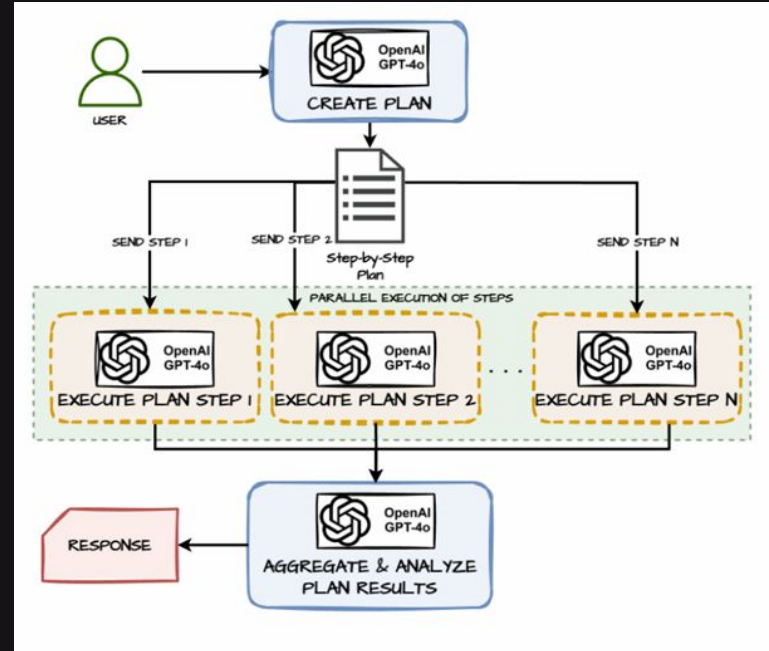 OpenAI
GPT-4o
CREATE PLAN
USER
SEND STEP 1
SEND STEP 2
SEND STEP N
Step-by-Step
Plan
PARALLEL EXECUTION OF STEPS
OpenAI
GPT-4o
EXECUTE PLAN STEP 1
OpenAI
GPT-4o
EXECUTE PLAN STEP 2
. . .
OpenAI
GPT-4o
EXECUTE PLAN STEP N
OpenAI
GPT-4o
AGGREGATE & ANALYZE
PLAN RESULTS
RESPONSE